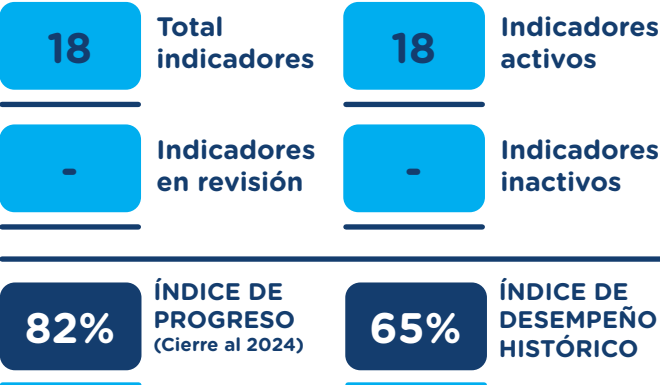 18
Total
indicadores
18
Indicadores
activos
-
Indicadores
en revisión
-
Indicadores
inactivos
82%
ÍNDICE DE
PROGRESO
(Cierre al 2024)
65%
ÍNDICE DE
DESEMPEÑO
HISTÓRICO